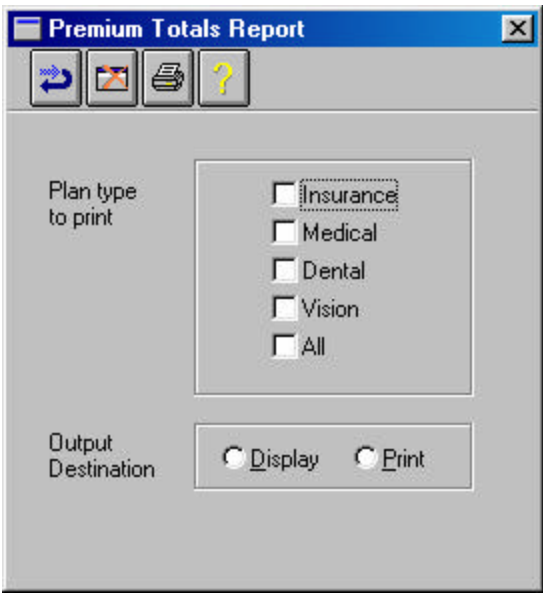 Premium Totals Report
Plan type
to print
Insurance
Medical
Dental
Vision
All
Output
Destination
Display
Print